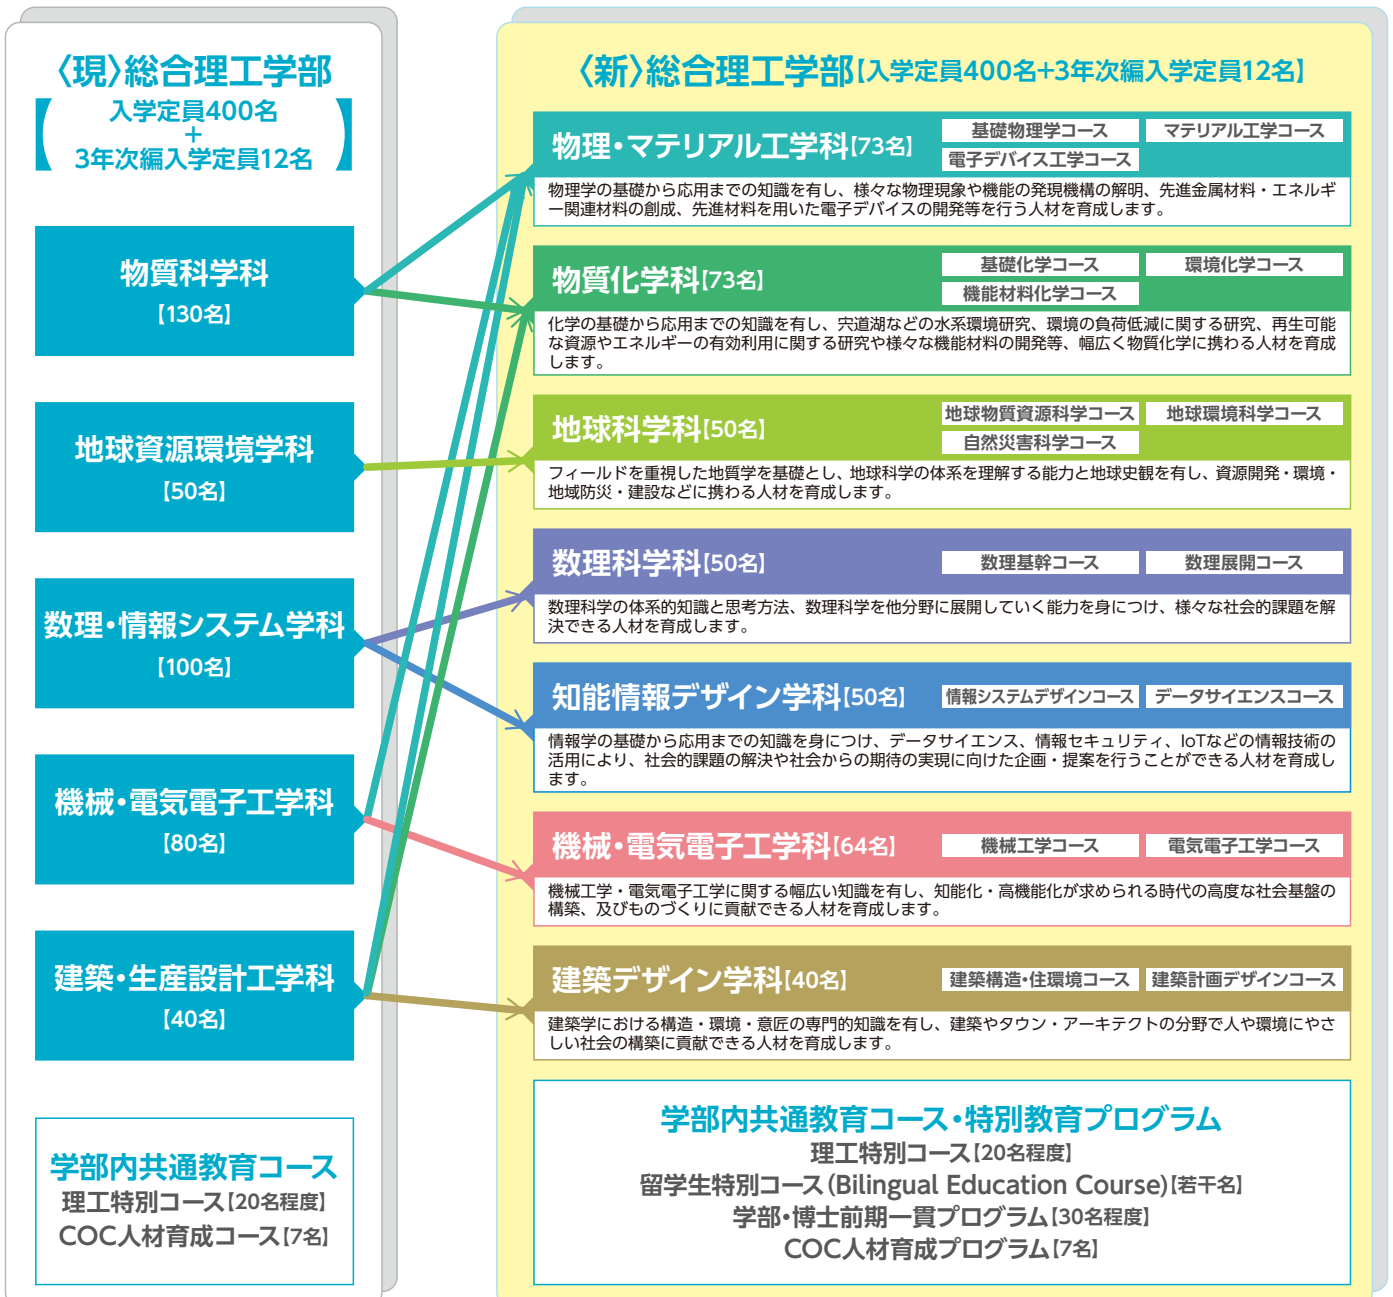 〈現〉総合理工学部
【入学定員400名
+
3年次編入学定員12名】
物質科学科
【130名】
地球資源環境学科
【50名】
数理・情報システム学科
【100名】
機械・電気電子工学科
【80名】
建築・生産設計工学科
【40名】
学部内共通教育コース
理工特別コース【20名程度】
COC人材育成コース【7名】
〈新〉総合理工学部【入学定員400名+3年次編入学定員12名】
物理・マテリアル工学科【73名】
基礎物理学コース
マテリアル工学コース
電子デバイス工学コース
物理学の基礎から応用までの知識を有し、様々な物理現象や機能の発現機構の解明、先進金属材料・エネルギ
ー関連材料の創成、先進材料を用いた電子デバイスの開発等を行う人材を育成します。
物質化学科【73名】
基礎化学コース
環境化学コース
機能材料化学コース
化学の基礎から応用までの知識を有し、宍道湖などの水系環境研究、環境の負荷低減に関する研究、再生可能
な資源やエネルギーの有効利用に関する研究や様々な機能材料の開発等、幅広く物質化学に携わる人材を育成
します。
地球科学科【50名】
地球物質資源科学コース
地球環境科学コース
自然災害科学コース
フィールドを重視した地質学を基礎とし、地球科学の体系を理解する能力と地球史観を有し、資源開発・環境・
地域防災・建設などに携わる人材を育成します。
数理科学科【50名】
数理基幹コース
数理展開コース
数理科学の体系的知識と思考方法、数理科学を他分野に展開していく能力を身につけ、様々な社会的課題を解
決できる人材を育成します。
知能情報デザイン学科【50名】
情報システムデザインコース
データサイエンスコース
情報学の基礎から応用までの知識を身につけ、データサイエンス、情報セキュリティ、IoTなどの情報技術の
活用により、社会的課題の解決や社会からの期待の実現に向けた企画・提案を行うことができる人材を育成し
ます。
機械・電気電子工学科【64名】
機械工学コース
電気電子工学コース
機械工学・電気電子工学に関する幅広い知識を有し、知能化・高機能化が求められる時代の高度な社会基盤の
構築、及びものづくりに貢献できる人材を育成します。
建築デザイン学科【40名】
建築構造・住環境コース
建築計画デザインコース
建築学における構造・環境・意匠の専門的知識を有し、建築やタウン・アーキテクトの分野で人や環境にやさ
しい社会の構築に貢献できる人材を育成します。
学部内共通教育コース・特別教育プログラム
理工特別コース【20名程度】
留学生特別コース(Bilingual Education Course)【若干名】
学部・博士前期一貫プログラム【30名程度】
COC人材育成プログラム【7名】